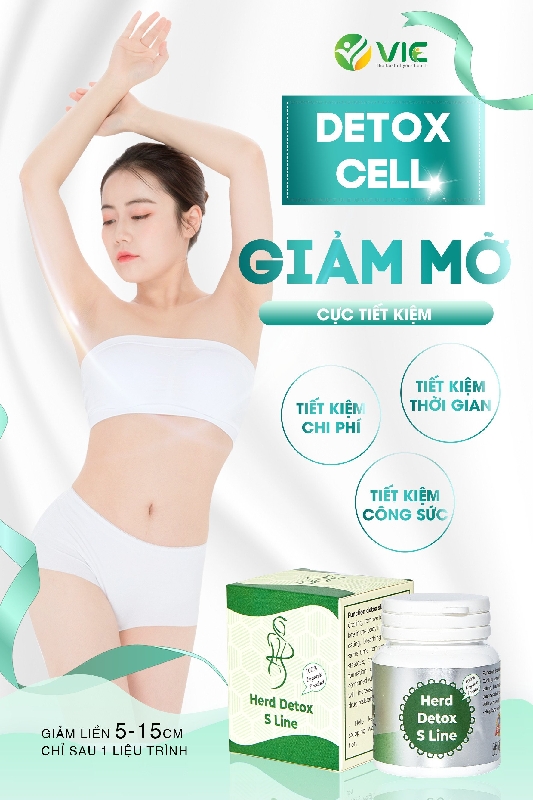 VIE
DETOX
CELL
GIẢM MỠ
CỰC TIẾT KIỆM
TIẾT KIỆM
CHI PHÍ
TIẾT KIỆM
THỜI GIAN
TIẾT KIỆM
CÔNG SỨC
Herd Detox
S Line
Herd
Detox
S Line
GIẢM LIỀN 5-15CM
CHỈ SAU 1 LIỆU TRÌNH